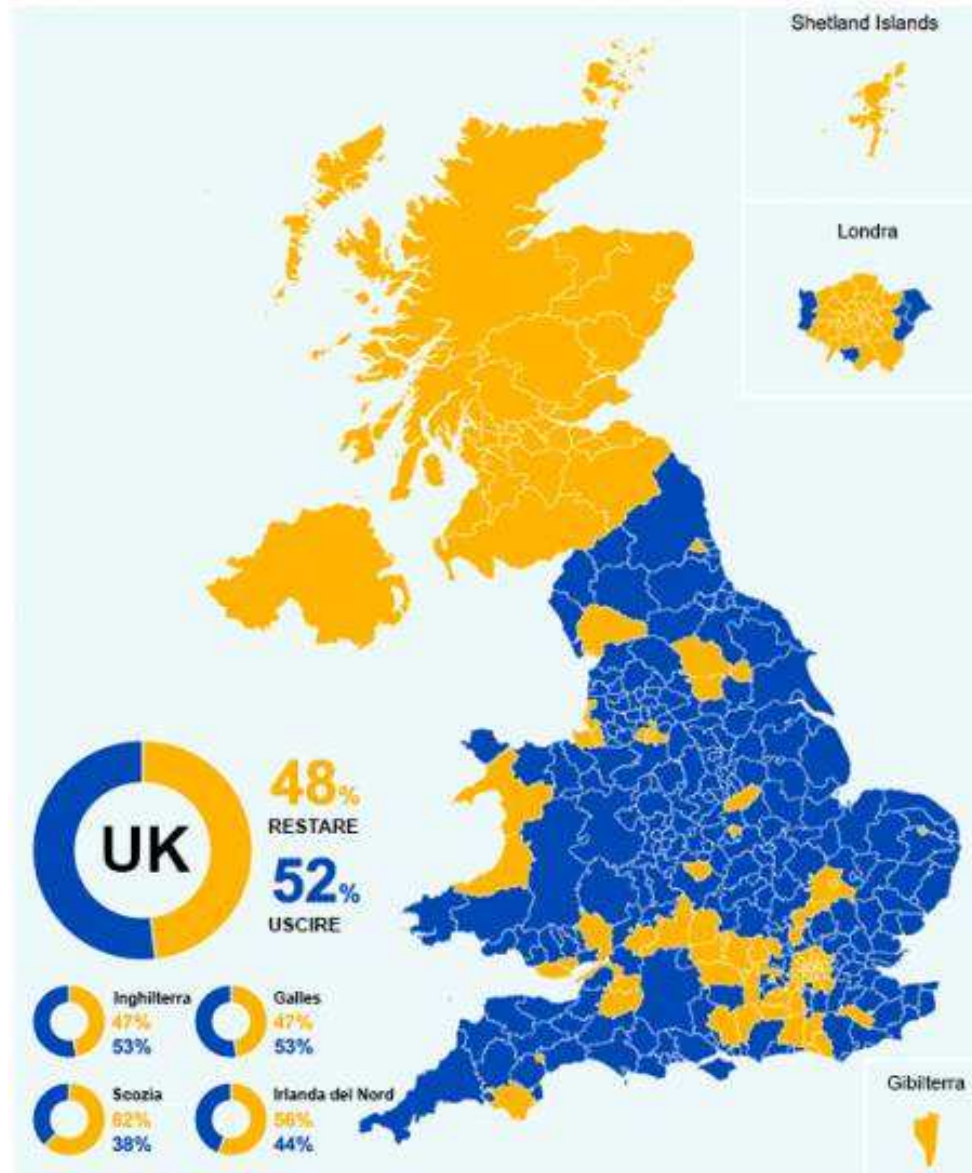 Shetland Islands
Londra
UK
48%
RESTARE
52%
USCIRE
Inghilterra
47%
53%
Galles
47%
53%
Scozia
62%
38%
Irlanda del Nord
56%
44%
Gibilterra